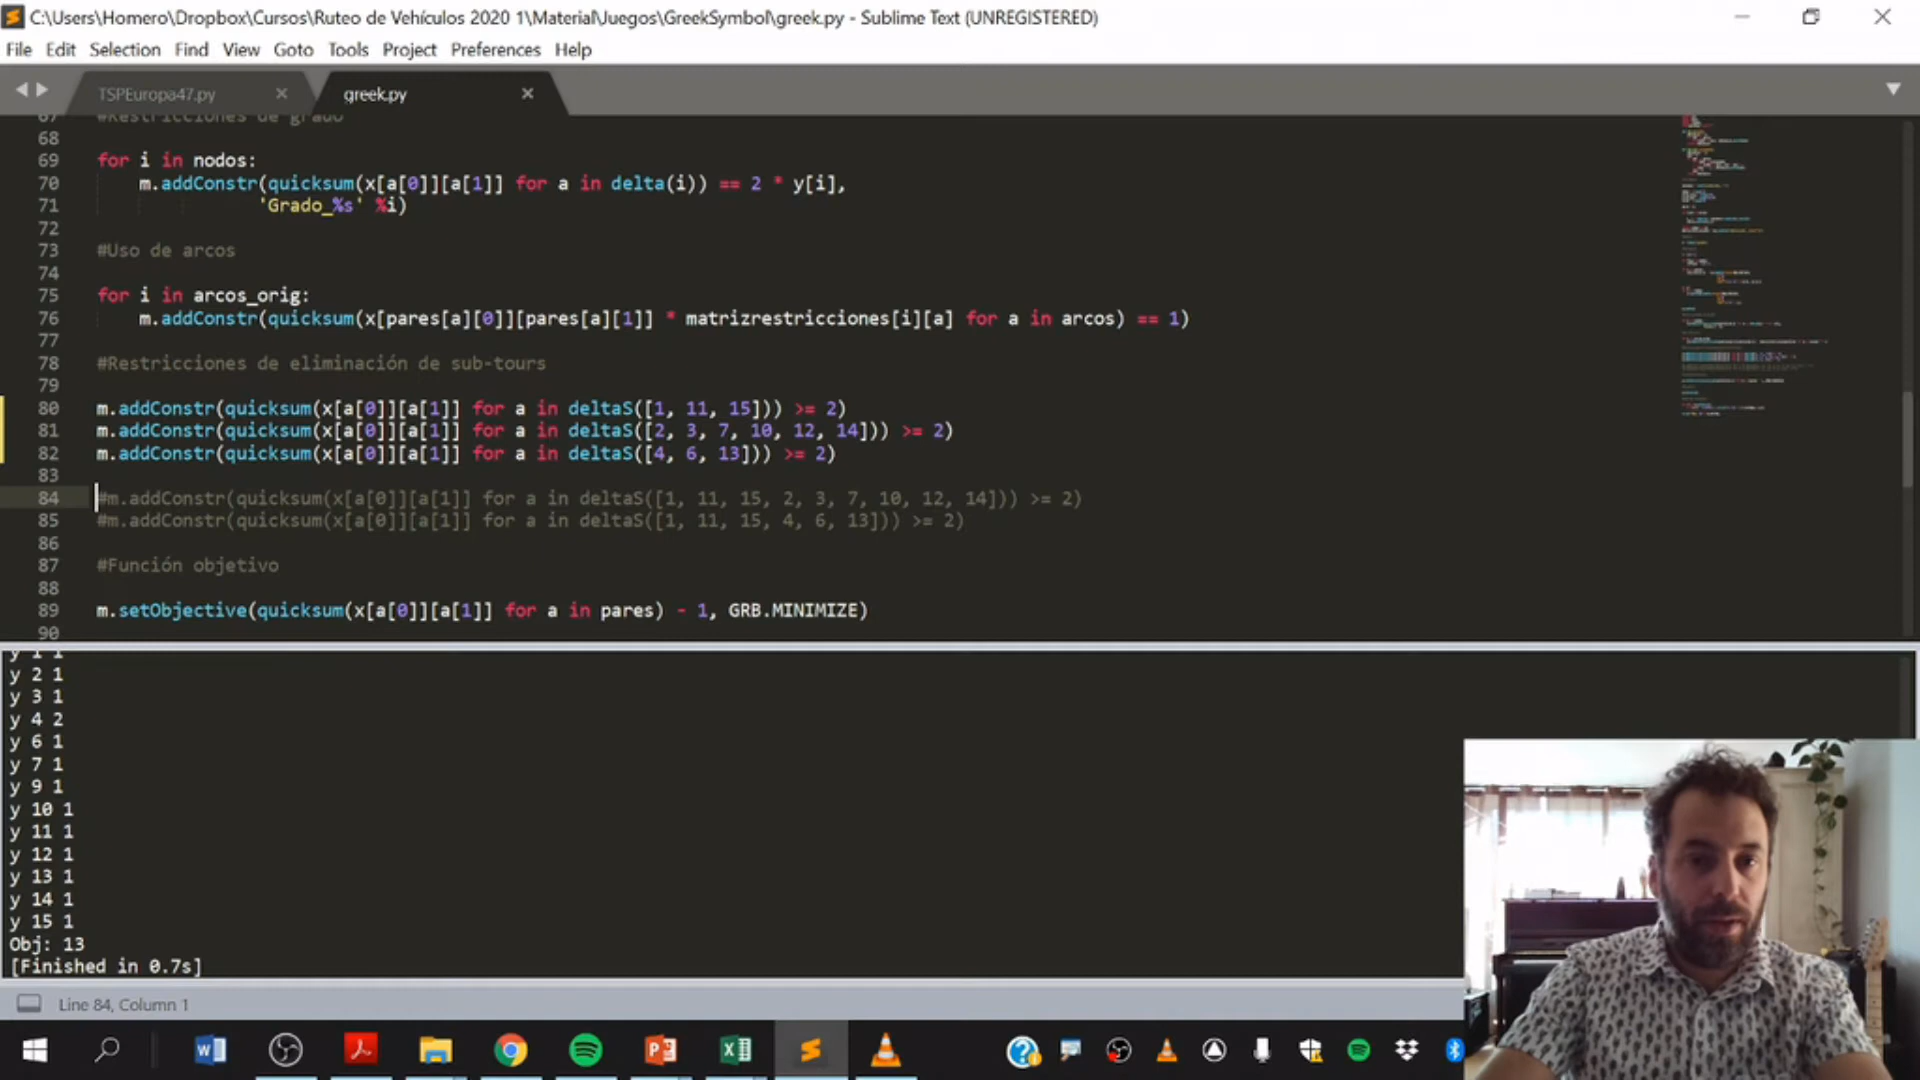 C:\Users\Homero\Dropbox\Cursos\Ruteo de Vehículos 2020 1\Material\Juegos\GreekSymbol\greek.py - Sublime Text (UNREGISTERED)
File Edit Selection Find View Goto Tools Project Preferences Help
TSPEuropa47.py greek.py
67 #Restricciones de grado
68
69 for i in nodos:
70 m.addConstr(quicksum(x[a[0]][a[1]] for a in delta(i)) == 2 * y[i],
71 'Grado_%s' %i)
72
73 #Uso de arcos
74
75 for i in arcos_orig:
76 m.addConstr(quicksum(x[pares[a][0]][pares[a][1]] * matrizrestricciones[i][a] for a in arcos) == 1)
77
78 #Restricciones de eliminación de sub-tours
79
80 m.addConstr(quicksum(x[a[0]][a[1]] for a in deltaS([1, 11, 15])) >= 2)
81 m.addConstr(quicksum(x[a[0]][a[1]] for a in deltaS([2, 3, 7, 10, 12, 14])) >= 2)
82 m.addConstr(quicksum(x[a[0]][a[1]] for a in deltaS([4, 6, 13])) >= 2)
83
84 #m.addConstr(quicksum(x[a[0]][a[1]] for a in deltaS([1, 11, 15, 2, 3, 7, 10, 12, 14])) >= 2)
85 #m.addConstr(quicksum(x[a[0]][a[1]] for a in deltaS([1, 11, 15, 4, 6, 13])) >= 2)
86
87 #Función objetivo
88
89 m.setObjective(quicksum(x[a[0]][a[1]] for a in pares) - 1, GRB.MINIMIZE)
90
y 1 1
y 2 1
y 3 1
y 4 2
y 6 1
y 7 1
y 9 1
y 10 1
y 11 1
y 12 1
y 13 1
y 14 1
y 15 1
Obj: 13
[Finished in 0.7s]
Line 84, Column 1